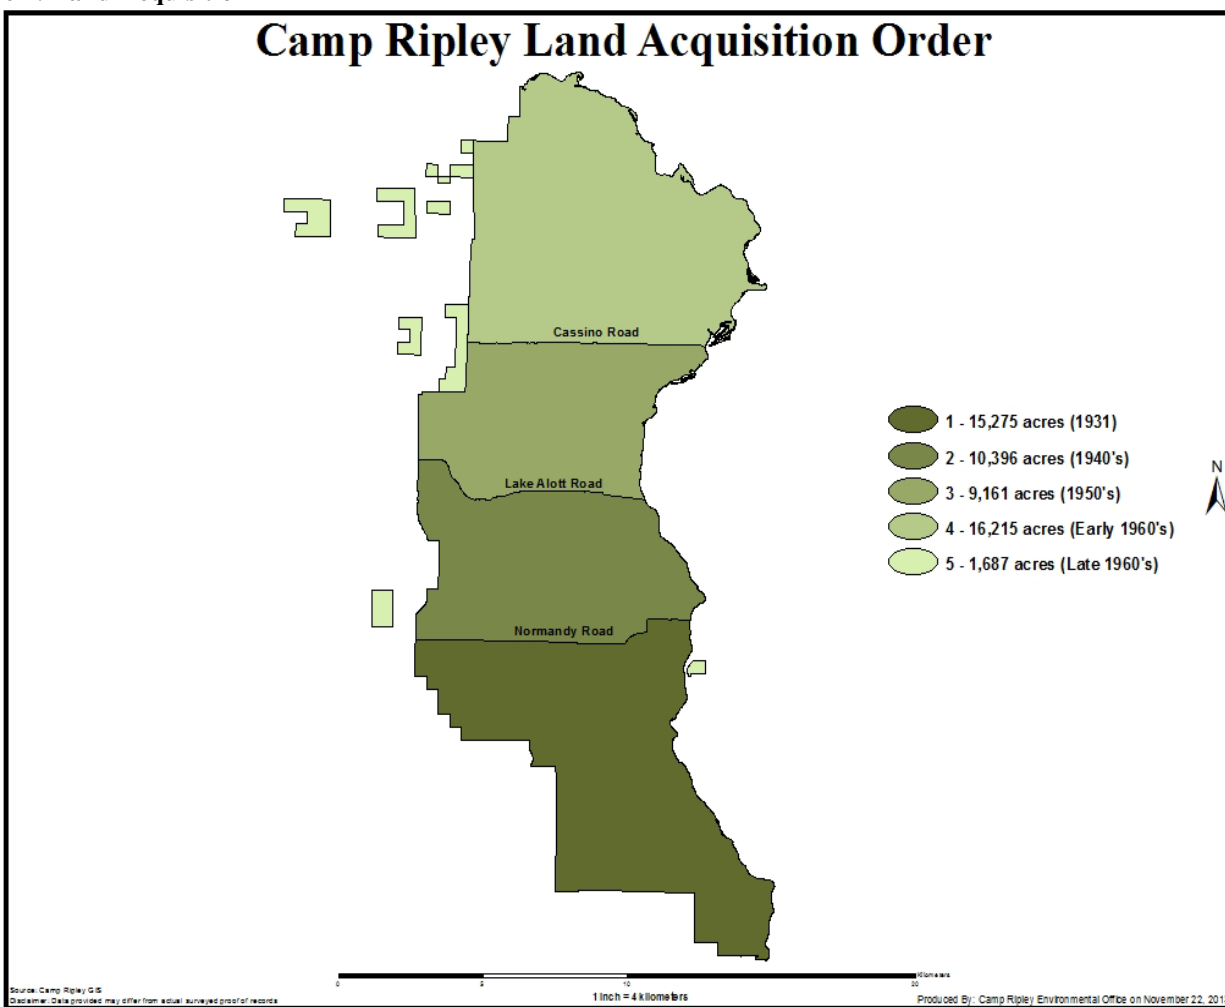 Camp Ripley Land Acquisition Order
Cassino Road
Lake Alott Road
Normandy Road
1 - 15,275 acres (1931)
2 - 10,396 acres (1940's)
3 - 9,161 acres (1950's)
4 - 16,215 acres (Early 1960's)
5 - 1,687 acres (Late 1960's)
N
Kilometers
0 5 10 20
1 inch = 4 kilometers
Source: Camp Ripley GIS
Disclaimer: Data provided may differ from actual surveyed proof of records
Produced By: Camp Ripley Environmental Office on November 22,